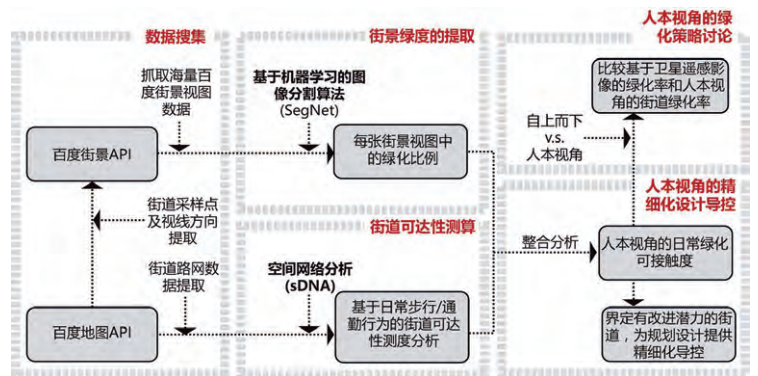 数据搜集
抓取海量百
度街景视图
数据
百度街景API
街道采样点
及视线方向
提取
街道路网数
据提取
百度地图API
街景绿度的提取
基于机器学习的图
像分割算法
(SegNet)
每张街景视图中
的绿化比例
街道可达性测算
空间网络分析
(sDNA)
基于日常步行/通
勤行为的街道可达
性测度分析
整合分析
人本视角的绿
化策略讨论
比较基于卫星遥感影
像的绿化率和人本视
角的街道绿化率
自上而下
v.s.
人本视角
人本视角的精
细化设计导控
人本视角的日常绿化
可接触度
界定有改进潜力的街
道，为规划设计提供
精细化导控